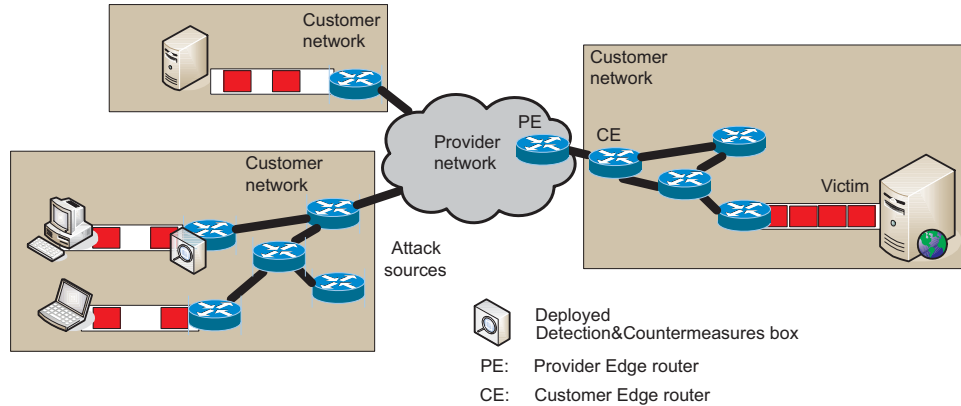 Customer
network
Customer
network
PE
CE
Provider
network
Customer
network
Victim
Attack
sources
Deployed
Detection&Countermeasures box
PE: Provider Edge router
CE: Customer Edge router